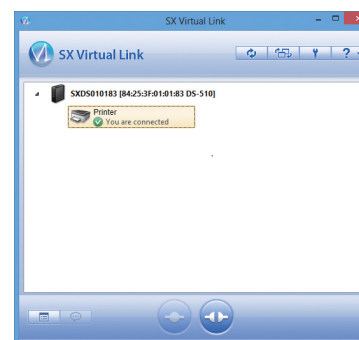 SX Virtual Link
SX Virtual Link
?
SXDS010183 [84:25:3F:01:01:83 DS-510]
Printer
You are connected